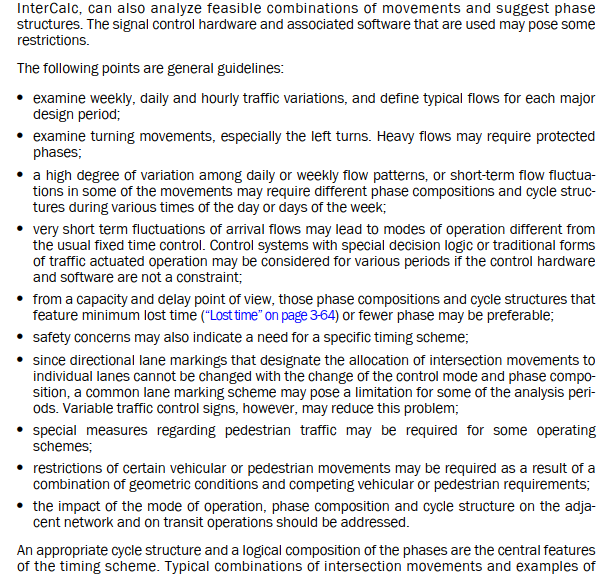 InterCalc, can also analyze feasible combinations of movements and suggest phase
structures. The signal control hardware and associated software that are used may pose some
restrictions.
The following points are general guidelines:
• examine weekly, daily and hourly traffic variations, and define typical flows for each major
design period;
• examine turning movements, especially the left turns. Heavy flows may require protected
phases;
• a high degree of variation among daily or weekly flow patterns, or short-term flow fluctua-
tions in some of the movements may require different phase compositions and cycle struc-
tures during various times of the day or days of the week;
• very short term fluctuations of arrival flows may lead to modes of operation different from
the usual fixed time control. Control systems with special decision logic or traditional forms
of traffic actuated operation may be considered for various periods if the control hardware
and software are not a constraint;
• from a capacity and delay point of view, those phase compositions and cycle structures that
feature minimum lost time (“Lost time” on page 3-64) or fewer phase may be preferable;
• safety concerns may also indicate a need for a specific timing scheme;
• since directional lane markings that designate the allocation of intersection movements to
individual lanes cannot be changed with the change of the control mode and phase compo-
sition, a common lane marking scheme may pose a limitation for some of the analysis peri-
ods. Variable traffic control signs, however, may reduce this problem;
• special measures regarding pedestrian traffic may be required for some operating
schemes;
• restrictions of certain vehicular or pedestrian movements may be required as a result of a
combination of geometric conditions and competing vehicular or pedestrian requirements;
• the impact of the mode of operation, phase composition and cycle structure on the adja-
cent network and on transit operations should be addressed.
An appropriate cycle structure and a logical composition of the phases are the central features
of the timing scheme. Typical combinations of intersection movements and examples of